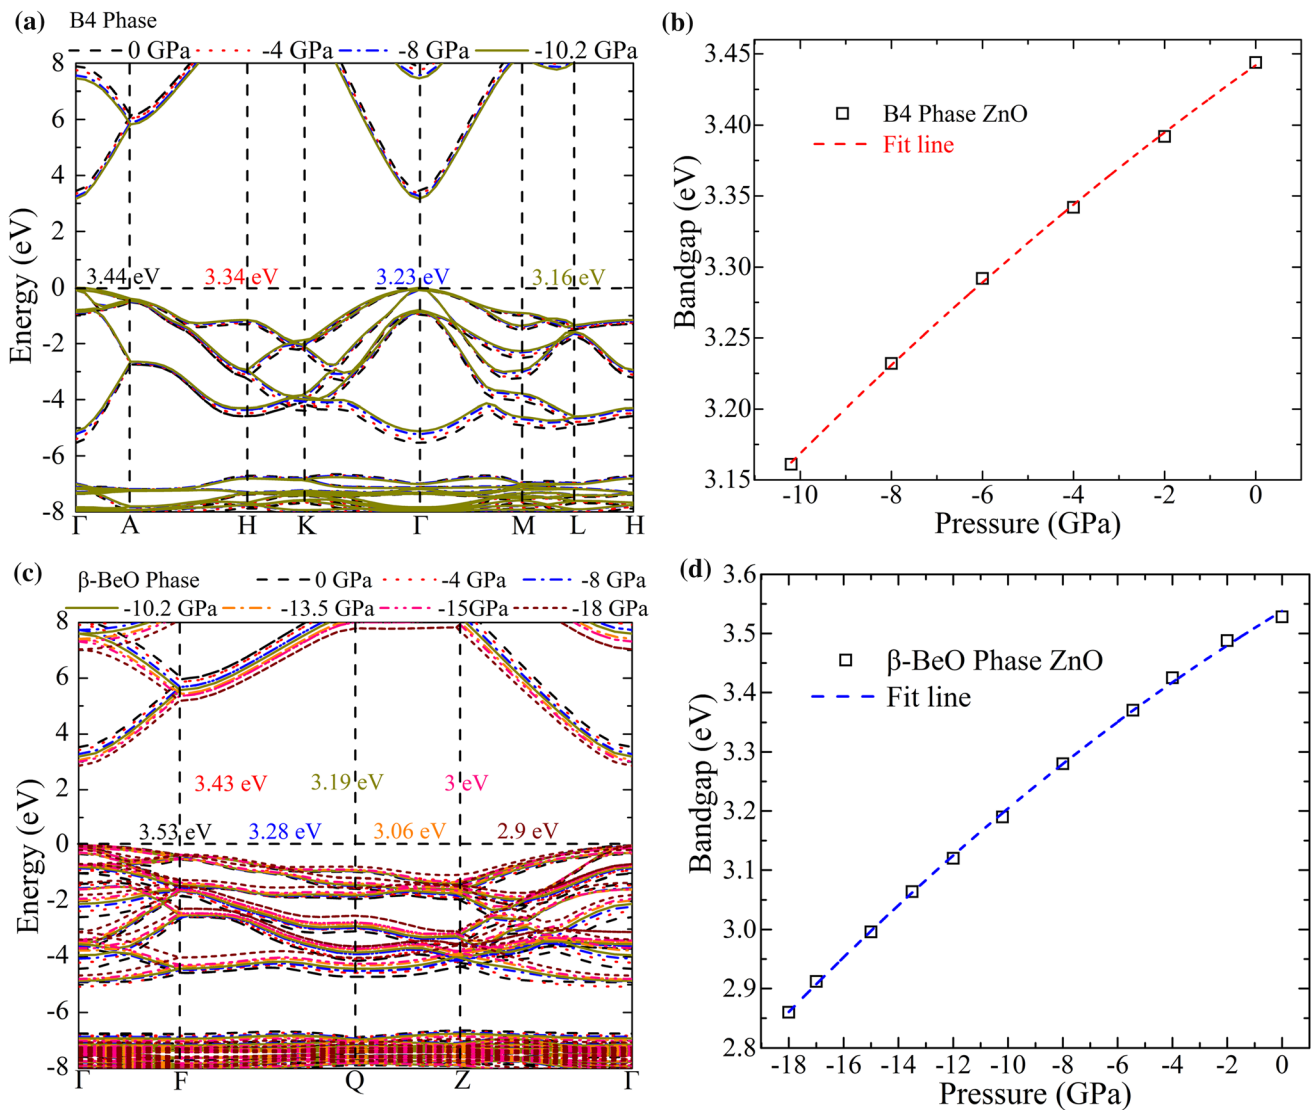 (a) B4 Phase
0 GPa -4 GPa -8 GPa -10.2 GPa
8
6
4
2
0
-2
-4
-6
-8
Energy (eV)
3.44 eV 3.34 eV 3.23 eV 3.16 eV
Γ A H K Γ M L H
(b)
3.45
3.40
3.35
3.30
3.25
3.20
3.15
Bandgap (eV)
B4 Phase ZnO
Fit line
-10 -8 -6 -4 -2 0
Pressure (GPa)
(c) β-BeO Phase 0 GPa -4 GPa -8 GPa
-10.2 GPa -13.5 GPa -15GPa -18 GPa
8
6
4
2
0
-2
-4
-6
-8
Energy (eV)
3.43 eV 3.19 eV 3 eV
3.53 eV 3.28 eV 3.06 eV 2.9 eV
Γ F Q Z Γ
(d)
3.6
3.5
3.4
3.3
3.2
3.1
3.0
2.9
2.8
Bandgap (eV)
β-BeO Phase ZnO
Fit line
-18 -16 -14 -12 -10 -8 -6 -4 -2 0
Pressure (GPa)